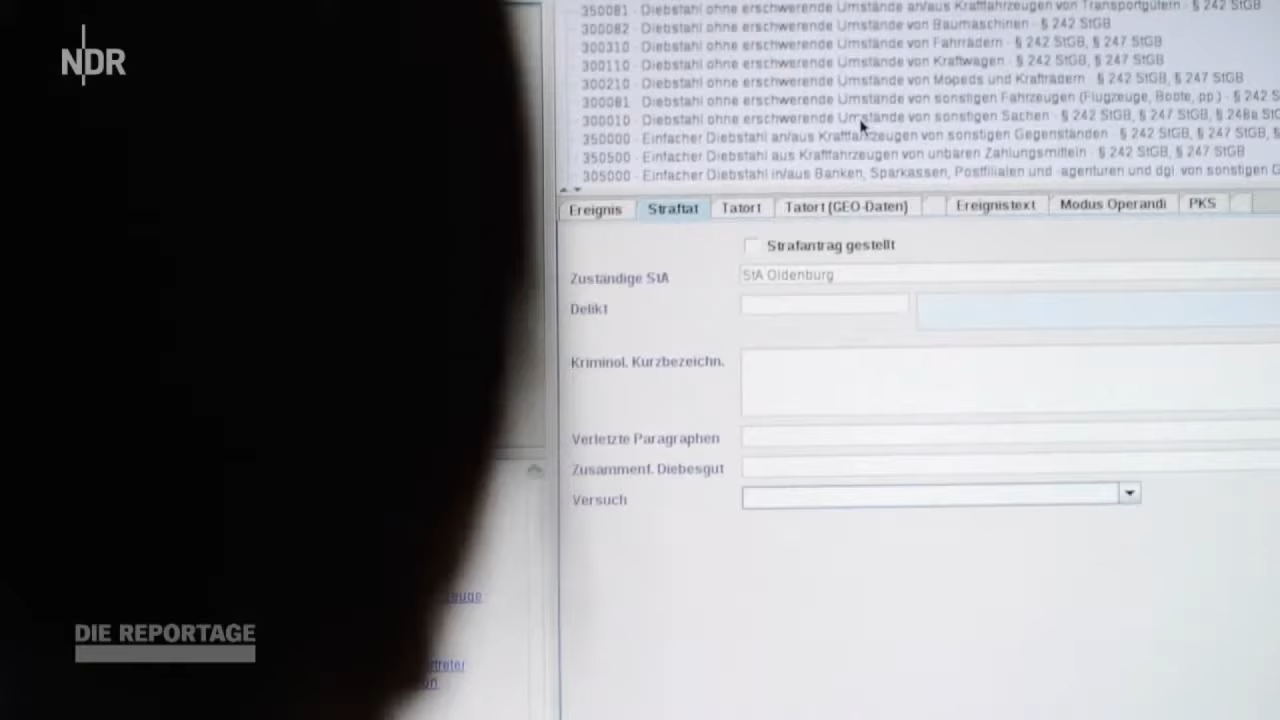 NDR
350081 · Diebstahl ohne erschwerende Umstände an/aus Kraftfahrzeugen von Transportgütern · § 242 StGB
300082 · Diebstahl ohne erschwerende Umstände von Baumaschinen · § 242 StGB
300310 · Diebstahl ohne erschwerende Umstände von Fahrrädern · § 242 StGB, § 247 StGB
300110 · Diebstahl ohne erschwerende Umstände von Kraftwagen · § 242 StGB, § 247 StGB
300210 · Diebstahl ohne erschwerende Umstände von Mopeds und Krafträdern · § 242 StGB, § 247 StGB
300081 · Diebstahl ohne erschwerende Umstände von sonstigen Fahrzeugen (Flugzeuge, Boote, pp.) · § 242 S
300010 · Diebstahl ohne erschwerende Umstände von sonstigen Sachen · § 242 StGB, § 247 StGB, § 248a StG
350000 · Einfacher Diebstahl an/aus Kraftfahrzeugen von sonstigen Gegenständen · § 242 StGB, § 247 StGB, §
350500 · Einfacher Diebstahl aus Kraftfahrzeugen von unbaren Zahlungsmitteln · § 242 StGB, § 247 StGB
305000 · Einfacher Diebstahl in/aus Banken, Sparkassen, Postfilialen und -agenturen und dgl. von sonstigen G
Ereignis Straftat Tatort Tatort (GEO-Daten) Ereignistext Modus Operandi PKS
Strafantrag gestellt
Zuständige StA StA Oldenburg
Delikt
Kriminol. Kurzbezeichn.
Verletzte Paragraphen
Zusammenf. Diebesgut
Versuch
euge
treter
on
DIE REPORTAGE